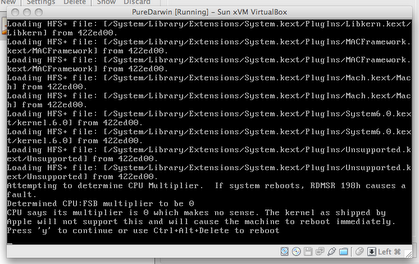 New Settings Delete Show Discard
PureDarwin [Running] – Sun xVM VirtualBox
Loading HFS+ file: [/System/Library/Extensions/System.kext/PlugIns/Libkern.kext/
Libkern] from 422ed00.
Loading HFS+ file: [/System/Library/Extensions/System.kext/PlugIns/MACFramework.
kext/MACFramework] from 422ed00.
Loading HFS+ file: [/System/Library/Extensions/System.kext/PlugIns/MACFramework.
kext/MACFramework] from 422ed00.
Loading HFS+ file: [/System/Library/Extensions/System.kext/PlugIns/Mach.kext/Mac
h] from 422ed00.
Loading HFS+ file: [/System/Library/Extensions/System.kext/PlugIns/Mach.kext/Mac
h] from 422ed00.
Loading HFS+ file: [/System/Library/Extensions/System.kext/PlugIns/System6.0.kex
t/kernel.6.0] from 422ed00.
Loading HFS+ file: [/System/Library/Extensions/System.kext/PlugIns/System6.0.kex
t/kernel.6.0] from 422ed00.
Loading HFS+ file: [/System/Library/Extensions/System.kext/PlugIns/Unsupported.k
ext/Unsupported] from 422ed00.
Loading HFS+ file: [/System/Library/Extensions/System.kext/PlugIns/Unsupported.k
ext/Unsupported] from 422ed00.
Attempting to determine CPU Multiplier. If system reboots, RDMSR 198h causes a
fault.
Determined CPU:FSB multiplier to be 0
CPU says its multiplier is 0 which makes no sense. The kernel as shipped by
Apple will not support this and will cause the machine to reboot immediately.
Press 'y' to continue or use Ctrl+Alt+Delete to reboot
Left ⌘